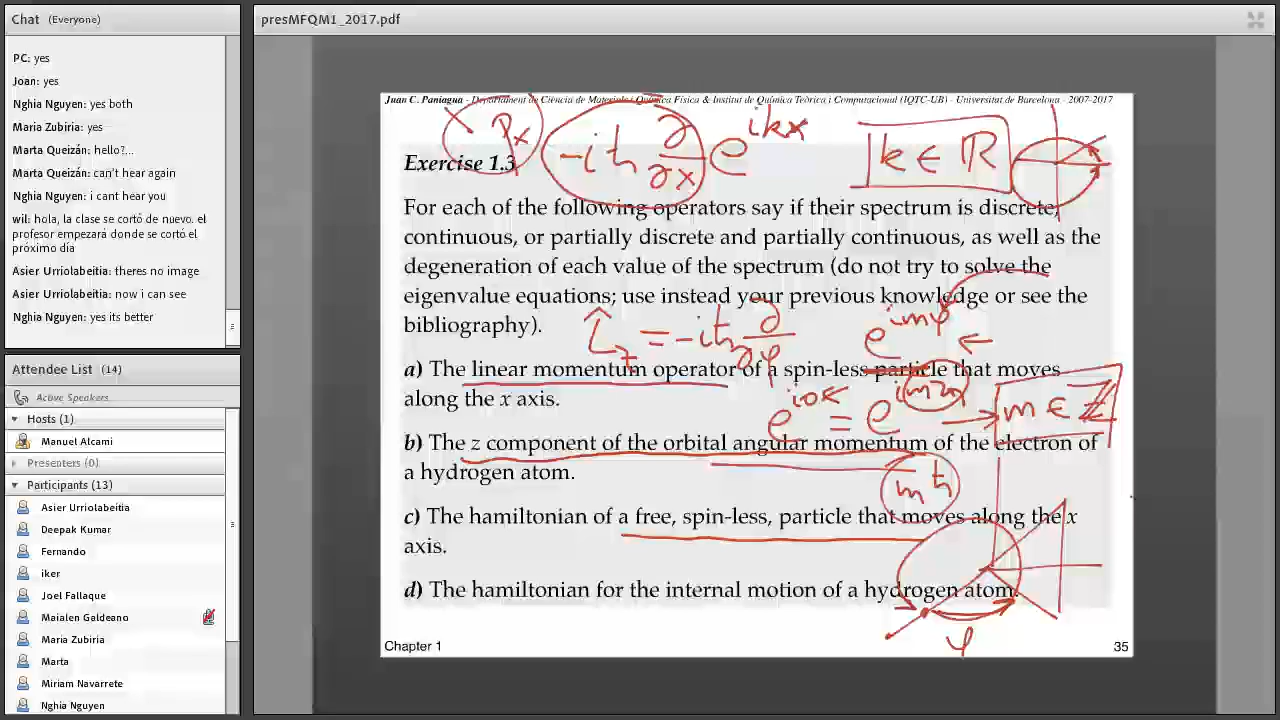 Chat (Everyone)
PC: yes
Joan: yes
Nghia Nguyen: yes both
Maria Zubiria: yes
Marta Queizán: hello?...
Marta Queizán: can't hear again
Nghia Nguyen: i cant hear you
wil: hola, la clase se cortó de nuevo. el
profesor empezará donde se cortó el
próximo día
Asier Urriolabeitia: theres no image
Asier Urriolabeitia: now i can see
Nghia Nguyen: yes its better
Attendee List (14)
Active Speakers...
Hosts (1)
Manuel Alcami
Presenters (0)
Participants (13)
Asier Urriolabeitia
Deepak Kumar
Fernando
iker
Joel Fallaque
Maialen Galdeano
Maria Zubiria
Marta
Miriam Navarrete
Nghia Nguyen
presMFQM1_2017.pdf
Juan C. Paniagua - Departament de Ciència de Materials i Química Física & Institut de Química Teòrica i Computacional (IQTC-UB) - Universitat de Barcelona - 2007-2017
Px -iħ ∂/∂x e^ikx k ∈ ℝ
Exercise 1.3
For each of the following operators say if their spectrum is discrete,
continuous, or partially discrete and partially continuous, as well as the
degeneration of each value of the spectrum (do not try to solve the
eigenvalue equations; use instead your previous knowledge or see the
bibliography).
L̂z = -iħ ∂/∂φ e^imφ
a) The linear momentum operator of a spin-less particle that moves
along the x axis.
m ∈ ℤ
b) The z component of the orbital angular momentum of the electron of
a hydrogen atom.
mħ
c) The hamiltonian of a free, spin-less, particle that moves along the x
axis.
d) The hamiltonian for the internal motion of a hydrogen atom.
φ
Chapter 1
35